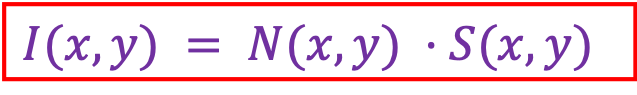 I(x, y) = N(x, y) · S(x, y)